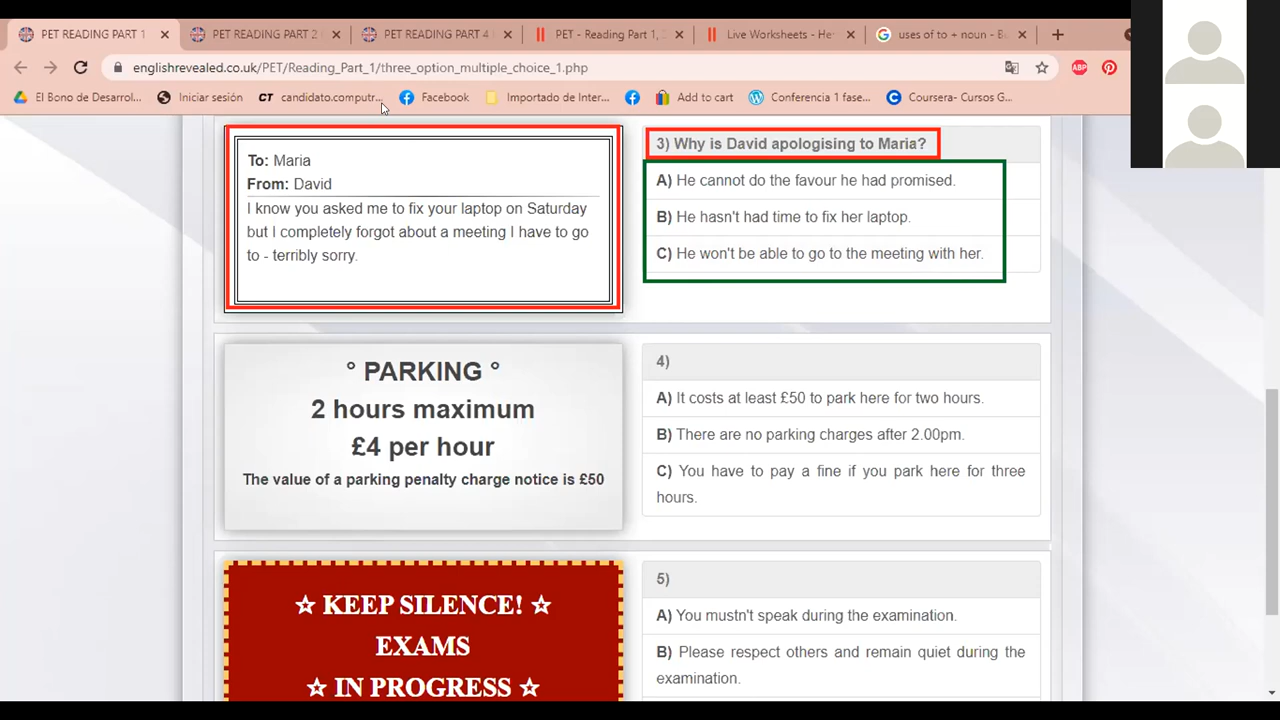 PET READING PART 1
PET READING PART 2
PET READING PART 4
PET - Reading Part 1,
Live Worksheets - He
uses of to + noun - B
englishrevealed.co.uk/PET/Reading_Part_1/three_option_multiple_choice_1.php
ABP
El Bono de Desarrol...
Iniciar sesión
CT candidato.computr...
Facebook
Importado de Inter...
Add to cart
Conferencia 1 fase...
Coursera- Cursos G...
To: Maria
From: David
I know you asked me to fix your laptop on Saturday
but I completely forgot about a meeting I have to go
to - terribly sorry.
3) Why is David apologising to Maria?
A) He cannot do the favour he had promised.
B) He hasn't had time to fix her laptop.
C) He won't be able to go to the meeting with her.
° PARKING °
2 hours maximum
£4 per hour
The value of a parking penalty charge notice is £50
4)
A) It costs at least £50 to park here for two hours.
B) There are no parking charges after 2.00pm.
C) You have to pay a fine if you park here for three
hours.
☆ KEEP SILENCE! ☆
EXAMS
☆ IN PROGRESS ☆
5)
A) You mustn't speak during the examination.
B) Please respect others and remain quiet during the
examination.